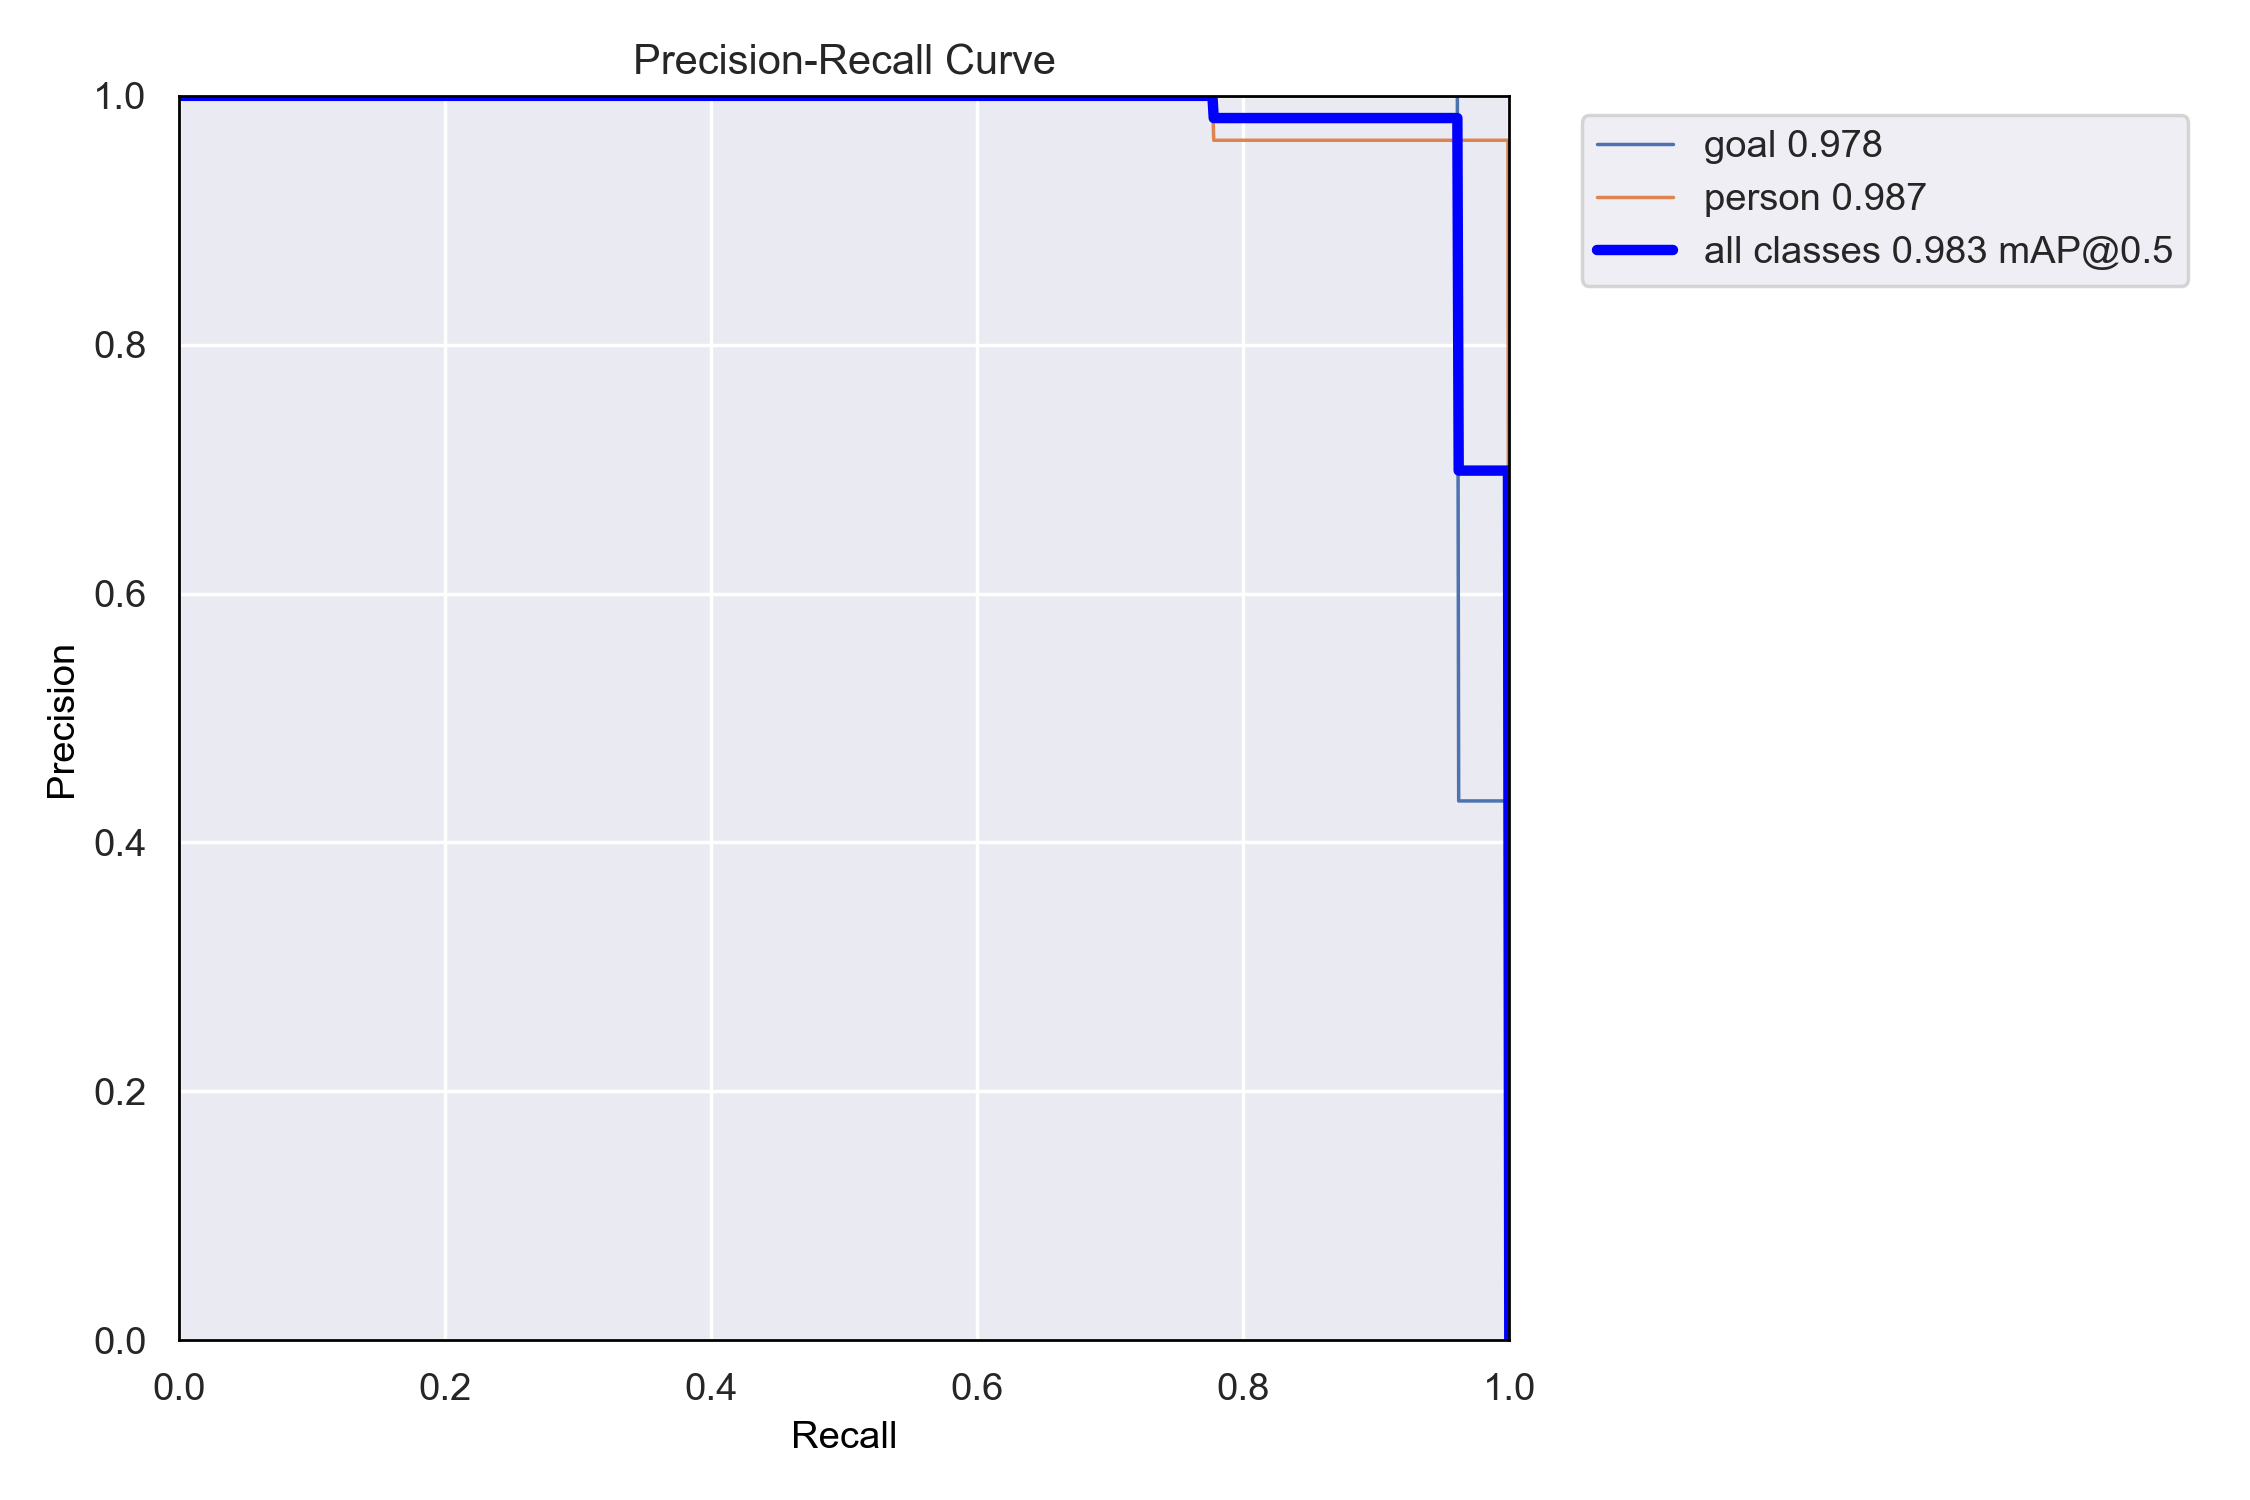 Precision-Recall Curve
1.0
0.8
0.6
0.4
0.2
0.0
Precision
0.0 0.2 0.4 0.6 0.8 1.0
Recall
goal 0.978
person 0.987
all classes 0.983 mAP@0.5